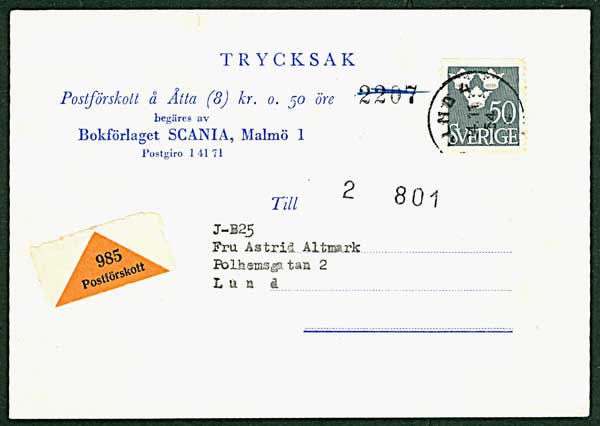 TRYCKSAK
Postförskott å Åtta (8) kr. o. 50 öre
2207
begäres av
Bokförlaget SCANIA, Malmö 1
Postgiro 1 41 71
50
SVERIGE
Till
2 801
J-B25
Fru Astrid Altmark
Polhemsgatan 2
Lund
985
Postförskott